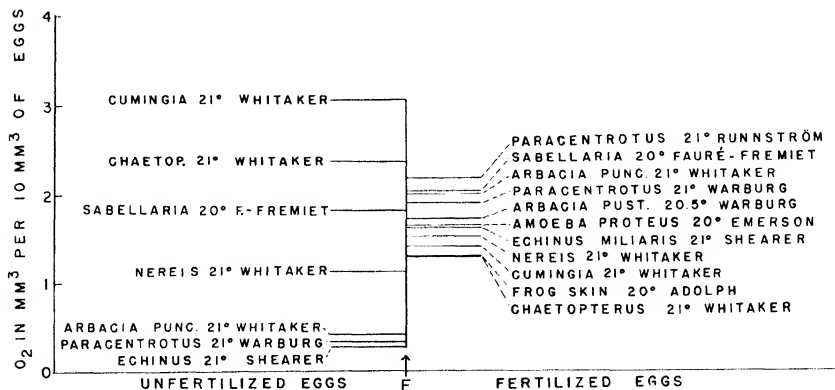 O2 IN MM3 PER 10 MM3 OF EGGS
4
3
2
1
0
CUMINGIA 21° WHITAKER
CHAETOP. 21° WHITAKER
SABELLARIA 20° F.-FREMIET
NEREIS 21° WHITAKER
ARBACIA PUNC. 21° WHITAKER
PARACENTROTUS 21° WARBURG
ECHINUS 21° SHEARER
PARACENTROTUS 21° RUNNSTRÖM
SABELLARIA 20° FAURÉ-FREMIET
ARBACIA PUNC. 21° WHITAKER
PARACENTROTUS 21° WARBURG
ARBACIA PUST. 20.5° WARBURG
AMOEBA PROTEUS 20° EMERSON
ECHINUS MILIARIS 21° SHEARER
NEREIS 21° WHITAKER
CUMINGIA 21° WHITAKER
FROG SKIN 20° ADOLPH
CHAETOPTERUS 21° WHITAKER
UNFERTILIZED EGGS F FERTILIZED EGGS